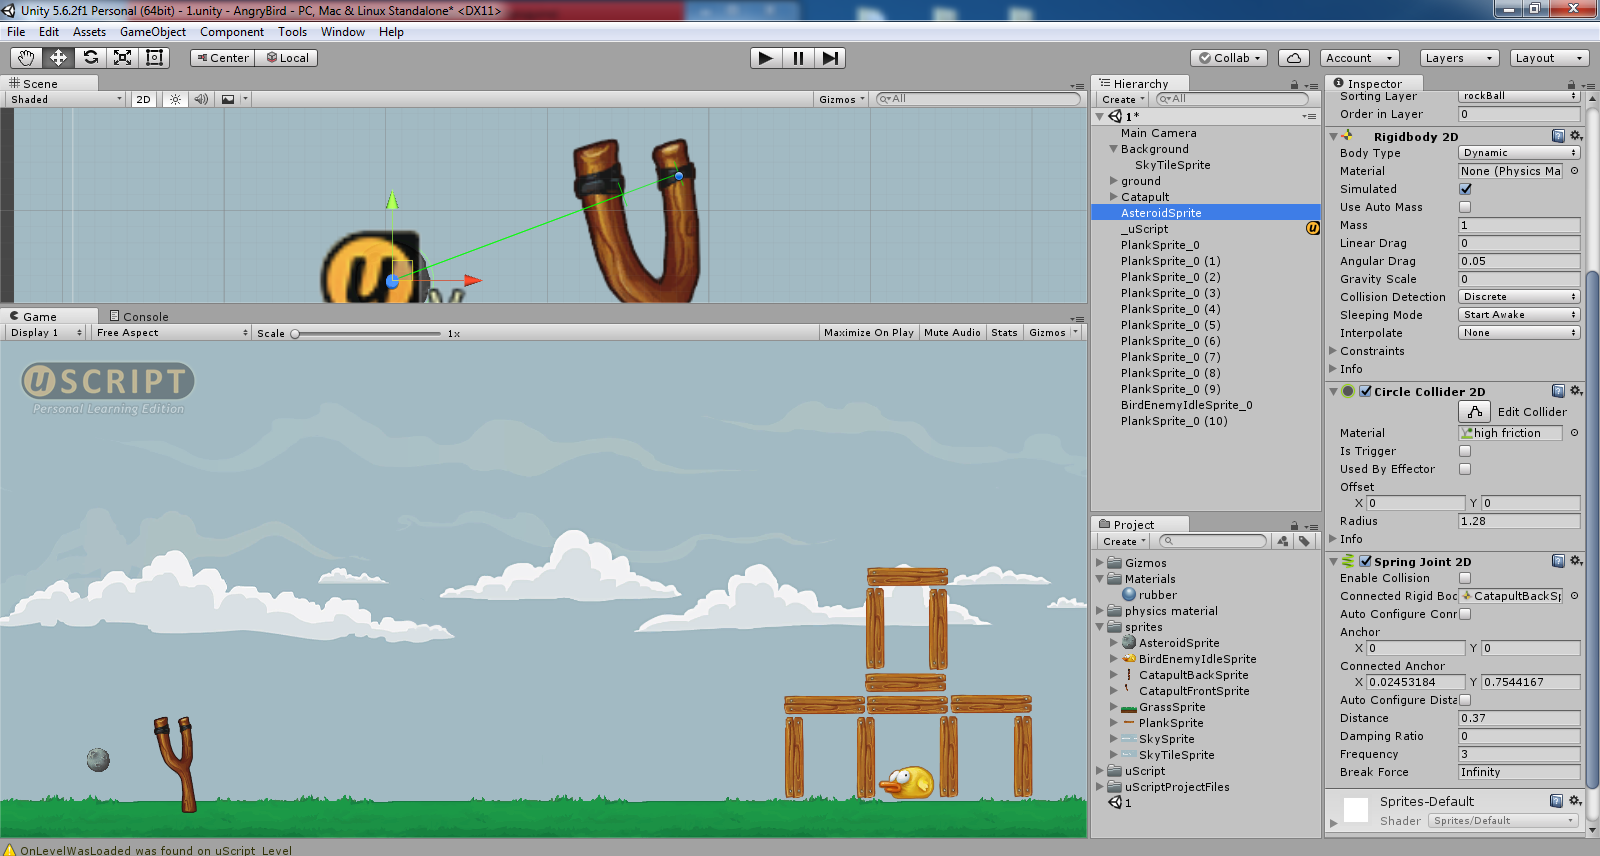 Unity 5.6.2f1 Personal (64bit) - 1.unity - AngryBird - PC, Mac & Linux Standalone* <DX11>
File Edit Assets GameObject Component Tools Window Help
Center Local
Collab Account Layers Layout
Scene
Shaded 2D Gizmos All
Game Console
Display 1 Free Aspect Scale 1x Maximize On Play Mute Audio Stats Gizmos
u SCRIPT
Personal Learning Edition
Hierarchy
Create All
1*
Main Camera
Background
SkyTileSprite
ground
Catapult
AsteroidSprite
_uScript
PlankSprite_0
PlankSprite_0 (1)
PlankSprite_0 (2)
PlankSprite_0 (3)
PlankSprite_0 (4)
PlankSprite_0 (5)
PlankSprite_0 (6)
PlankSprite_0 (7)
PlankSprite_0 (8)
PlankSprite_0 (9)
BirdEnemyIdleSprite_0
PlankSprite_0 (10)
Project
Create
Gizmos
Materials
rubber
physics material
sprites
AsteroidSprite
BirdEnemyIdleSprite
CatapultBackSprite
CatapultFrontSprite
GrassSprite
PlankSprite
SkySprite
SkyTileSprite
uScript
uScriptProjectFiles
1
Inspector
Sorting Layer rockBall
Order in Layer 0
Rigidbody 2D
Body Type Dynamic
Material None (Physics Ma
Simulated
Use Auto Mass
Mass 1
Linear Drag 0
Angular Drag 0.05
Gravity Scale 0
Collision Detection Discrete
Sleeping Mode Start Awake
Interpolate None
Constraints
Info
Circle Collider 2D
Edit Collider
Material high friction
Is Trigger
Used By Effector
Offset
X 0 Y 0
Radius 1.28
Info
Spring Joint 2D
Enable Collision
Connected Rigid Boc CatapultBackSp
Auto Configure Conr
Anchor
X 0 Y 0
Connected Anchor
X 0.02453184 Y 0.7544167
Auto Configure Dista
Distance 0.37
Damping Ratio 0
Frequency 3
Break Force Infinity
Sprites-Default
Shader Sprites/Default
OnLevelWasLoaded was found on uScript_Level